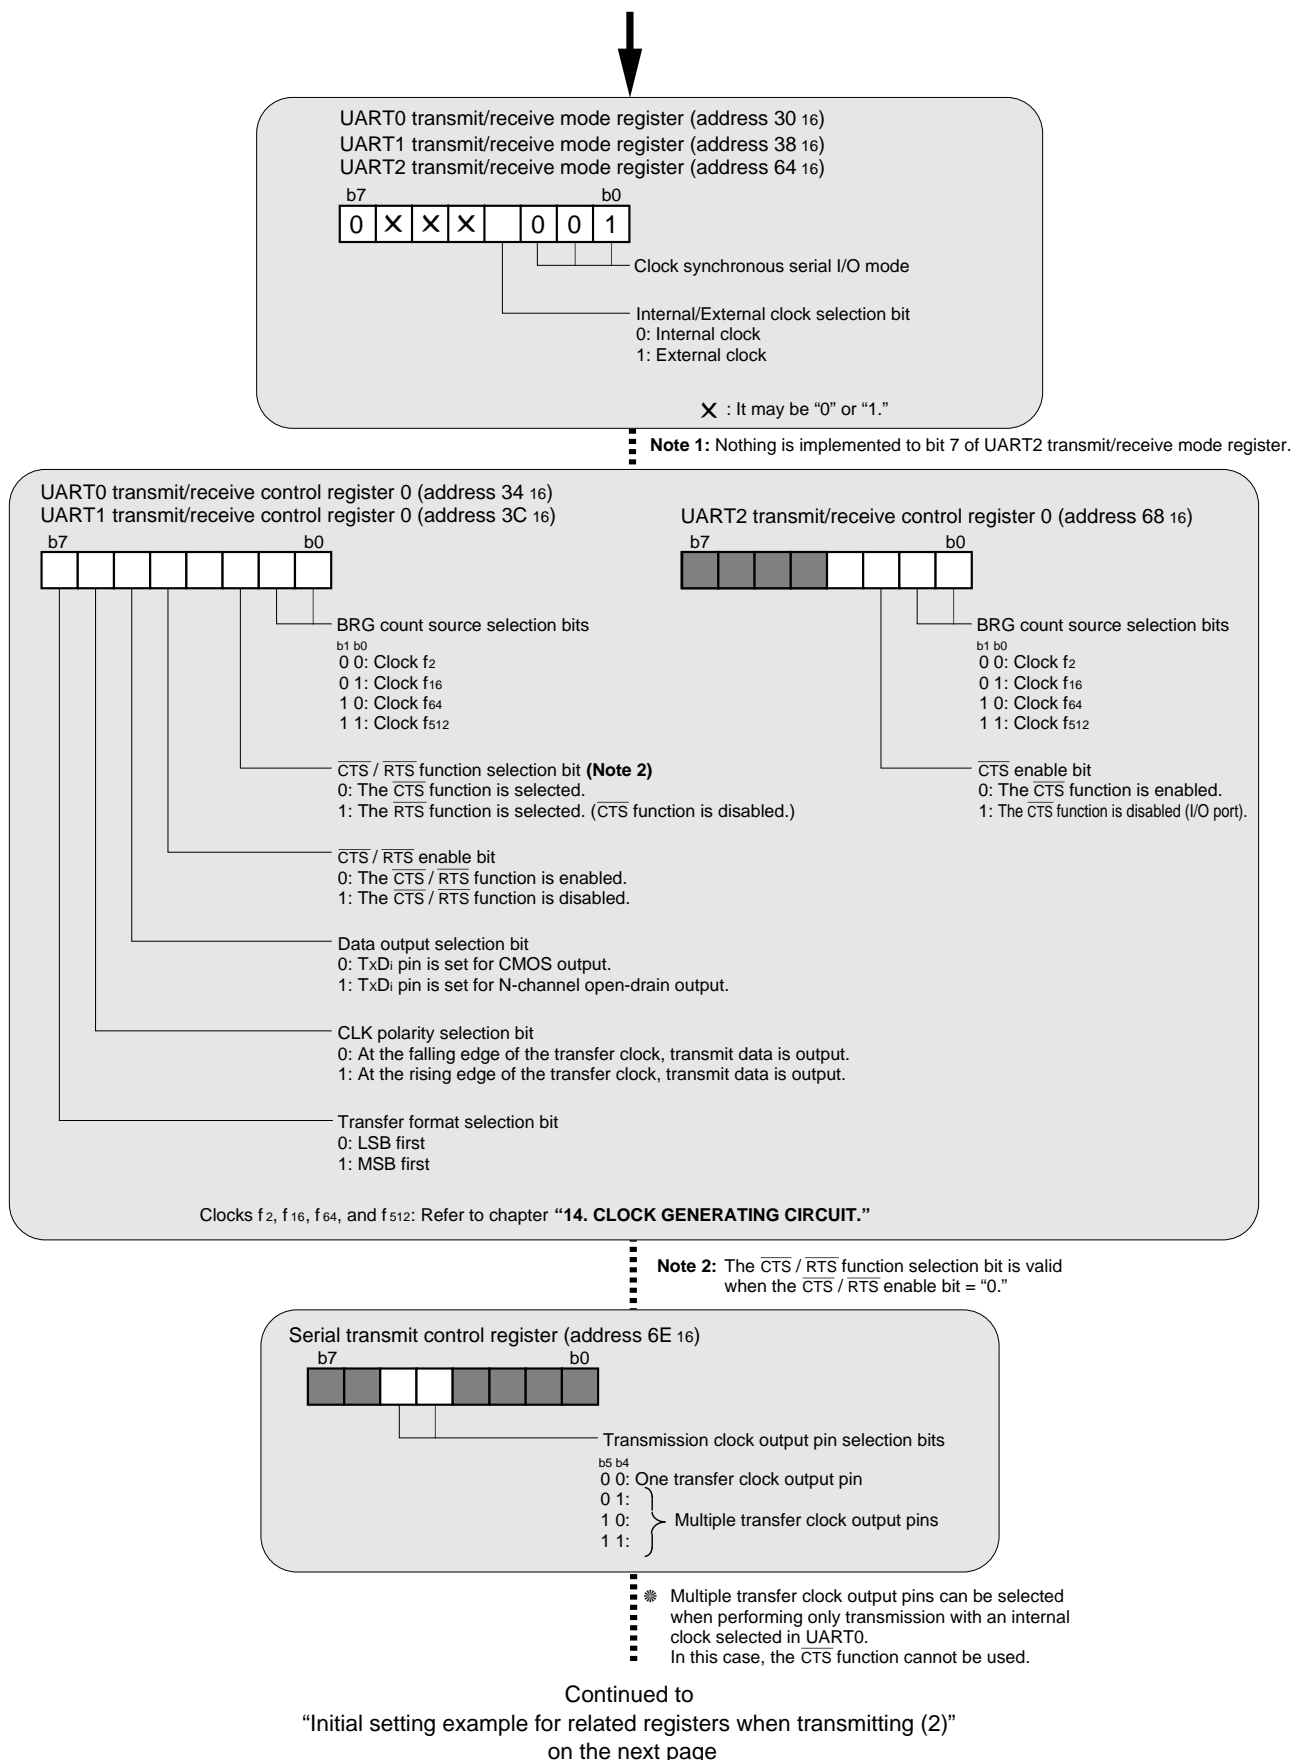 UART0 transmit/receive mode register (address 30 16)
UART1 transmit/receive mode register (address 38 16)
UART2 transmit/receive mode register (address 64 16)
b7 b0
0 X X X 0 0 1
Clock synchronous serial I/O mode
Internal/External clock selection bit
0: Internal clock
1: External clock
X : It may be “0” or “1.”
Note 1: Nothing is implemented to bit 7 of UART2 transmit/receive mode register.
UART0 transmit/receive control register 0 (address 34 16)
UART1 transmit/receive control register 0 (address 3C 16)
b7 b0
BRG count source selection bits
b1 b0
0 0: Clock f2
0 1: Clock f16
1 0: Clock f64
1 1: Clock f512
CTS / RTS function selection bit (Note 2)
0: The CTS function is selected.
1: The RTS function is selected. (CTS function is disabled.)
CTS / RTS enable bit
0: The CTS / RTS function is enabled.
1: The CTS / RTS function is disabled.
Data output selection bit
0: TxDi pin is set for CMOS output.
1: TxDi pin is set for N-channel open-drain output.
CLK polarity selection bit
0: At the falling edge of the transfer clock, transmit data is output.
1: At the rising edge of the transfer clock, transmit data is output.
Transfer format selection bit
0: LSB first
1: MSB first
UART2 transmit/receive control register 0 (address 68 16)
b7 b0
BRG count source selection bits
b1 b0
0 0: Clock f2
0 1: Clock f16
1 0: Clock f64
1 1: Clock f512
CTS enable bit
0: The CTS function is enabled.
1: The CTS function is disabled (I/O port).
Clocks f2, f16, f64, and f512: Refer to chapter “14. CLOCK GENERATING CIRCUIT.”
Note 2: The CTS / RTS function selection bit is valid
when the CTS / RTS enable bit = “0.”
Serial transmit control register (address 6E 16)
b7 b0
Transmission clock output pin selection bits
b5 b4
0 0: One transfer clock output pin
0 1:
1 0: Multiple transfer clock output pins
1 1:
※ Multiple transfer clock output pins can be selected
when performing only transmission with an internal
clock selected in UART0.
In this case, the CTS function cannot be used.
Continued to
“Initial setting example for related registers when transmitting (2)”
on the next page